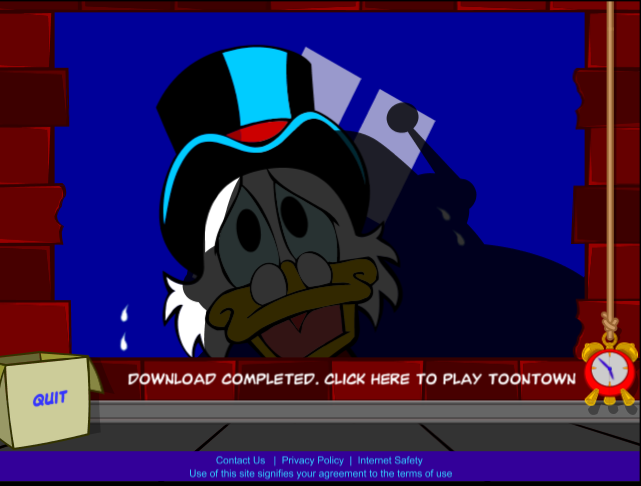 DOWNLOAD COMPLETED. CLICK HERE TO PLAY TOONTOWN
QUIT
Contact Us | Privacy Policy | Internet Safety
Use of this site signifies your agreement to the terms of use